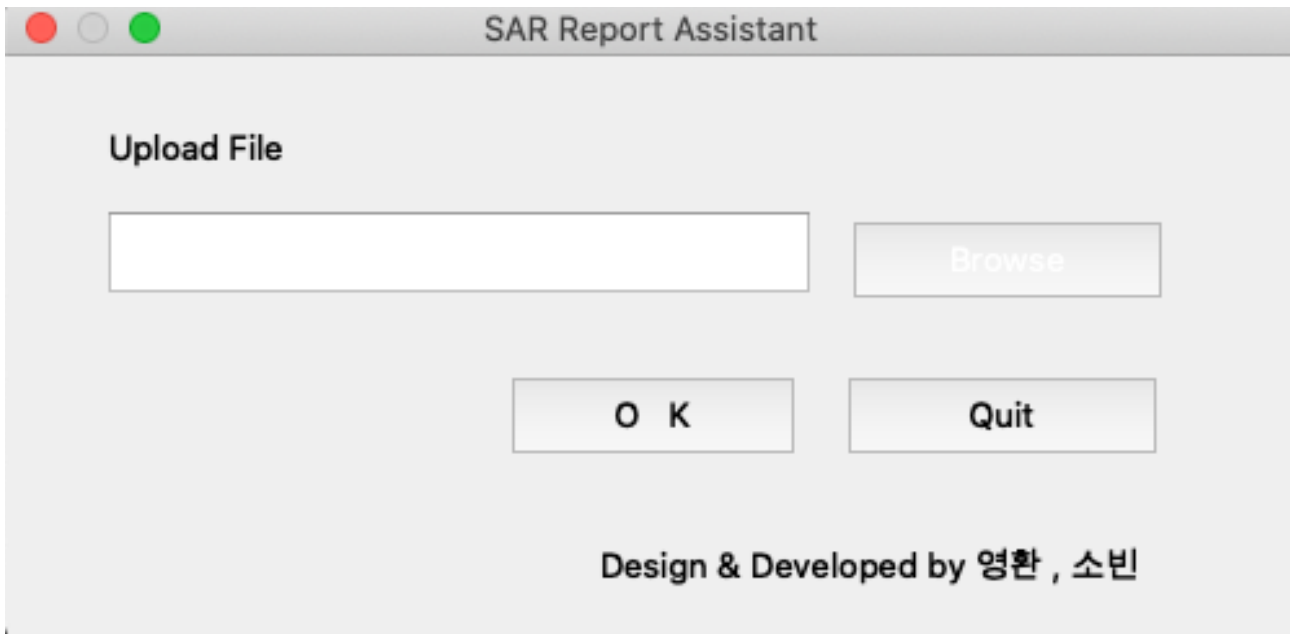 SAR Report Assistant
Upload File
Browse
O K
Quit
Design & Developed by 영환 , 소빈